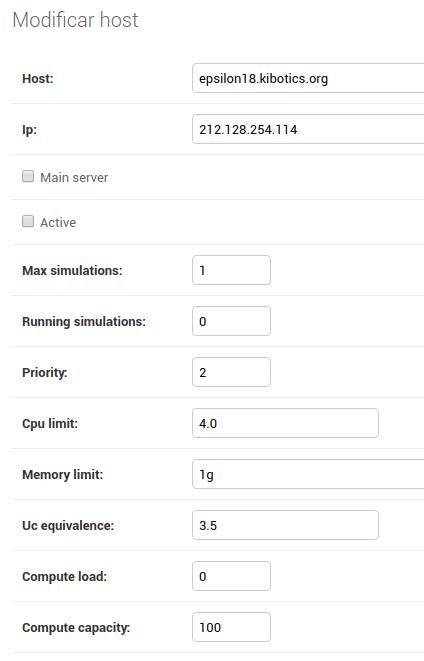 Modificar host
Host: epsilon18.kibotics.org
Ip: 212.128.254.114
Main server
Active
Max simulations: 1
Running simulations: 0
Priority: 2
Cpu limit: 4.0
Memory limit: 1g
Uc equivalence: 3.5
Compute load: 0
Compute capacity: 100